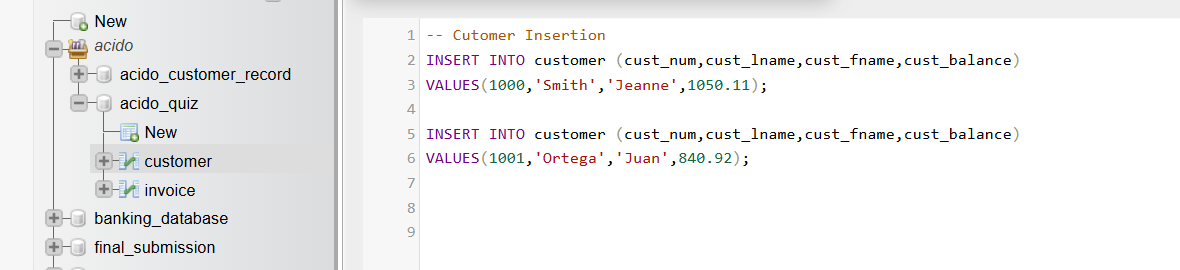 New
acido
acido_customer_record
acido_quiz
New
customer
invoice
banking_database
final_submission
1 -- Cutomer Insertion
2 INSERT INTO customer (cust_num,cust_lname,cust_fname,cust_balance)
3 VALUES(1000,'Smith','Jeanne',1050.11);
4
5 INSERT INTO customer (cust_num,cust_lname,cust_fname,cust_balance)
6 VALUES(1001,'Ortega','Juan',840.92);
7
8
9